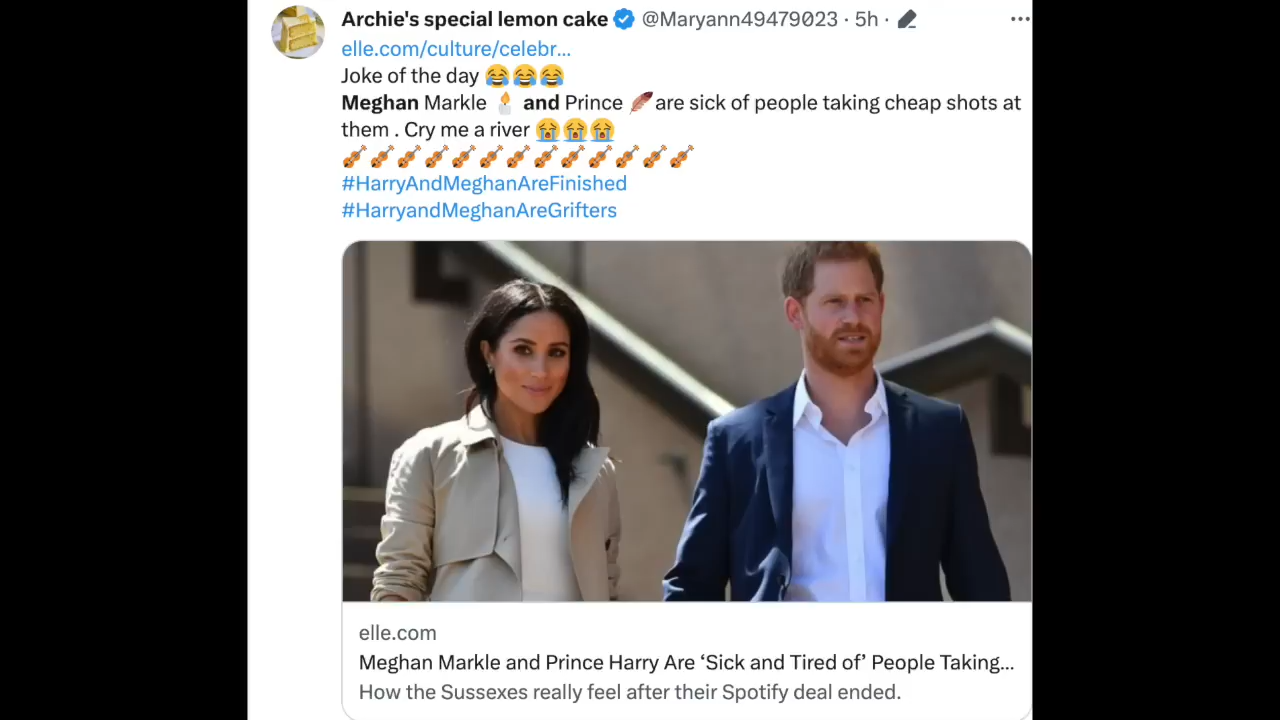 Archie's special lemon cake @Maryann49479023 · 5h ·
elle.com/culture/celebr...
Joke of the day 😂😂😂
Meghan Markle 🕯️ and Prince 🪶are sick of people taking cheap shots at
them . Cry me a river 😭😭😭
🎻🎻🎻🎻🎻🎻🎻🎻🎻🎻🎻🎻🎻
#HarryAndMeghanAreFinished
#HarryandMeghanAreGrifters
elle.com
Meghan Markle and Prince Harry Are ‘Sick and Tired of’ People Taking...
How the Sussexes really feel after their Spotify deal ended.